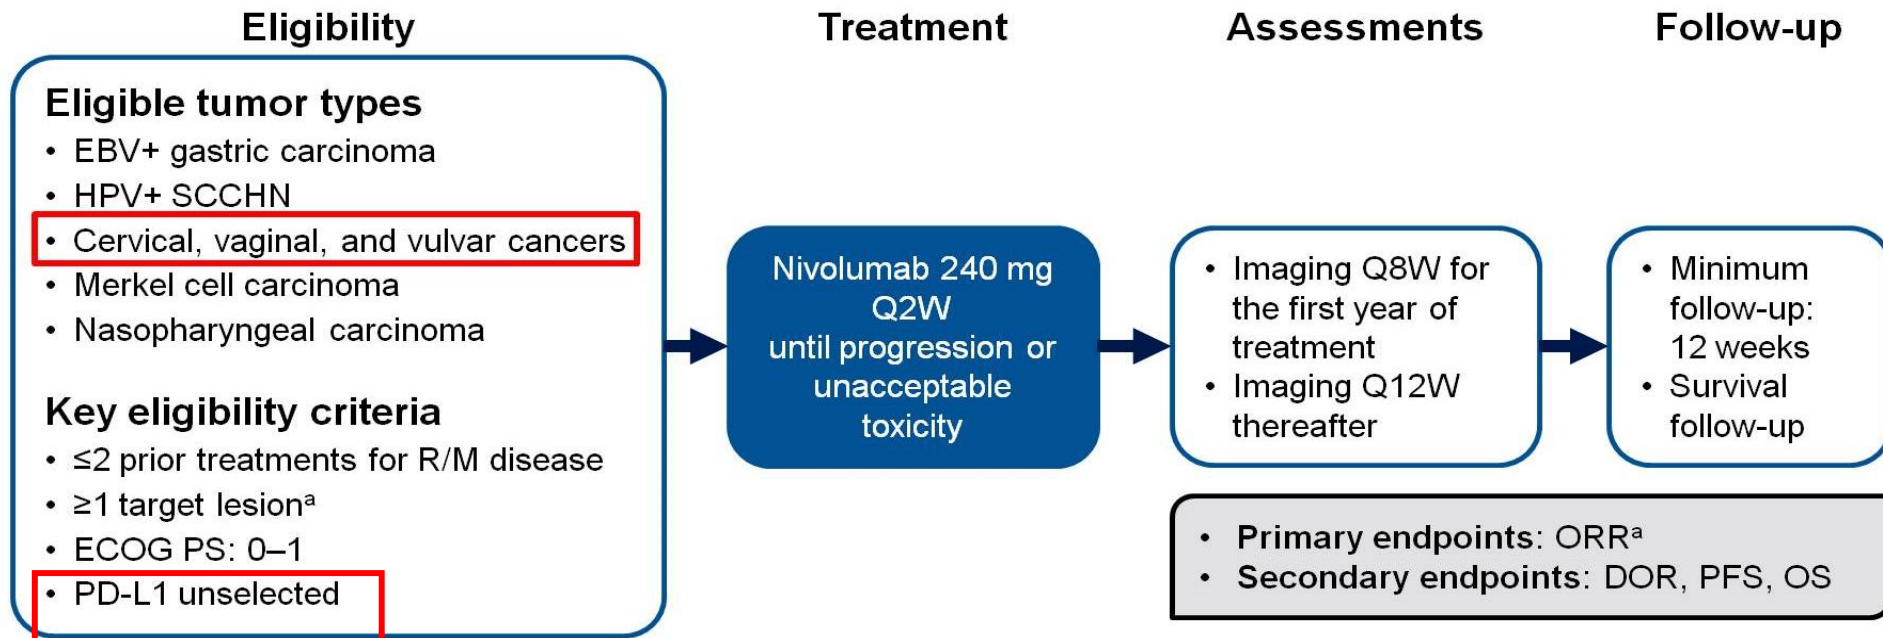 Eligibility
Eligible tumor types
• EBV+ gastric carcinoma
• HPV+ SCCHN
• Cervical, vaginal, and vulvar cancers
• Merkel cell carcinoma
• Nasopharyngeal carcinoma
Key eligibility criteria
• ≤2 prior treatments for R/M disease
• ≥1 target lesionᵃ
• ECOG PS: 0–1
• PD-L1 unselected
Treatment
Nivolumab 240 mg
Q2W
until progression or
unacceptable
toxicity
Assessments
• Imaging Q8W for
the first year of
treatment
• Imaging Q12W
thereafter
Follow-up
• Minimum
follow-up:
12 weeks
• Survival
follow-up
• Primary endpoints: ORRᵃ
• Secondary endpoints: DOR, PFS, OS